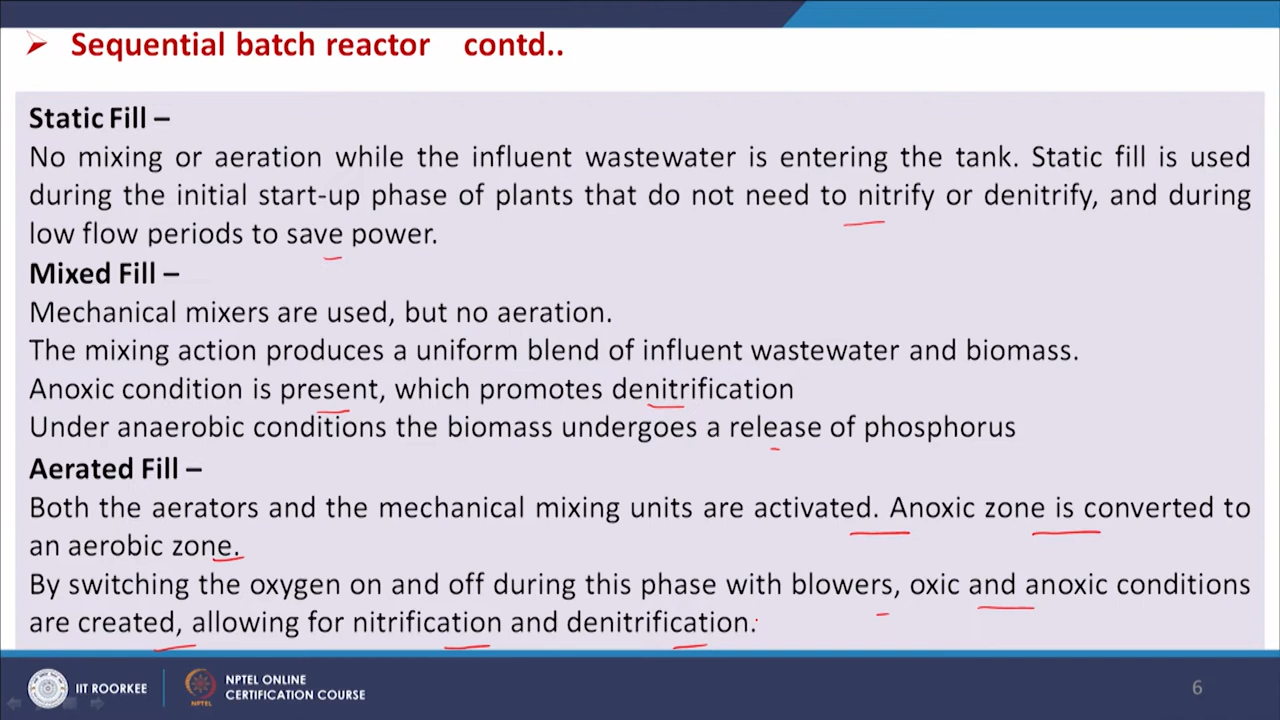 Sequential batch reactor contd..
Static Fill –
No mixing or aeration while the influent wastewater is entering the tank. Static fill is used
during the initial start-up phase of plants that do not need to nitrify or denitrify, and during
low flow periods to save power.
Mixed Fill –
Mechanical mixers are used, but no aeration.
The mixing action produces a uniform blend of influent wastewater and biomass.
Anoxic condition is present, which promotes denitrification
Under anaerobic conditions the biomass undergoes a release of phosphorus
Aerated Fill –
Both the aerators and the mechanical mixing units are activated. Anoxic zone is converted to
an aerobic zone.
By switching the oxygen on and off during this phase with blowers, oxic and anoxic conditions
are created, allowing for nitrification and denitrification.
IIT ROORKEE
NPTEL
NPTEL ONLINE
CERTIFICATION COURSE
6